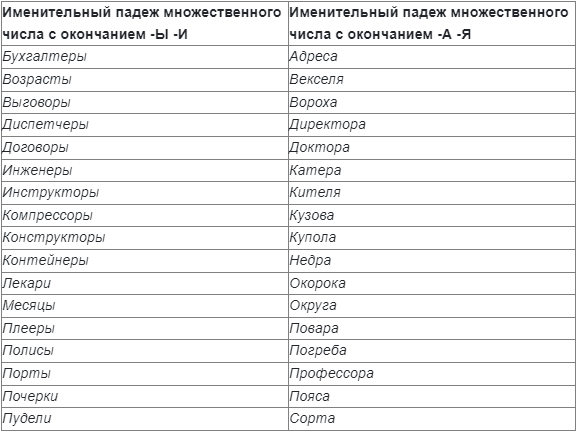 Именительный падеж множественного числа с окончанием -Ы -И
Именительный падеж множественного числа с окончанием -А -Я
Бухгалтеры Адреса
Возрасты Векселя
Выговоры Вороха
Диспетчеры Директора
Договоры Доктора
Инженеры Катера
Инструкторы Кителя
Компрессоры Кузова
Конструкторы Купола
Контейнеры Недра
Лекари Окорока
Месяцы Округа
Плееры Повара
Полисы Погреба
Порты Профессора
Почерки Пояса
Пудели Сорта